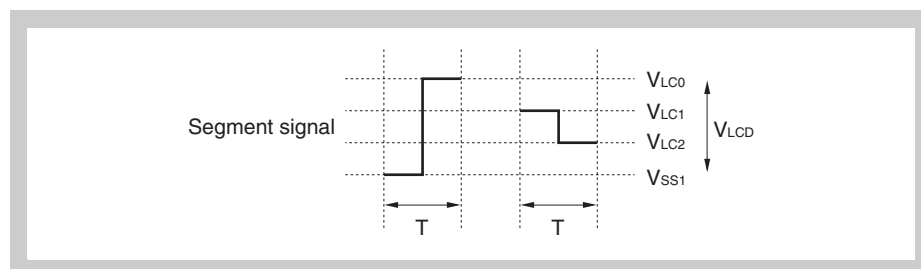 VLC0
VLC1
Segment signal
VLCD
VLC2
VSS1
T
T